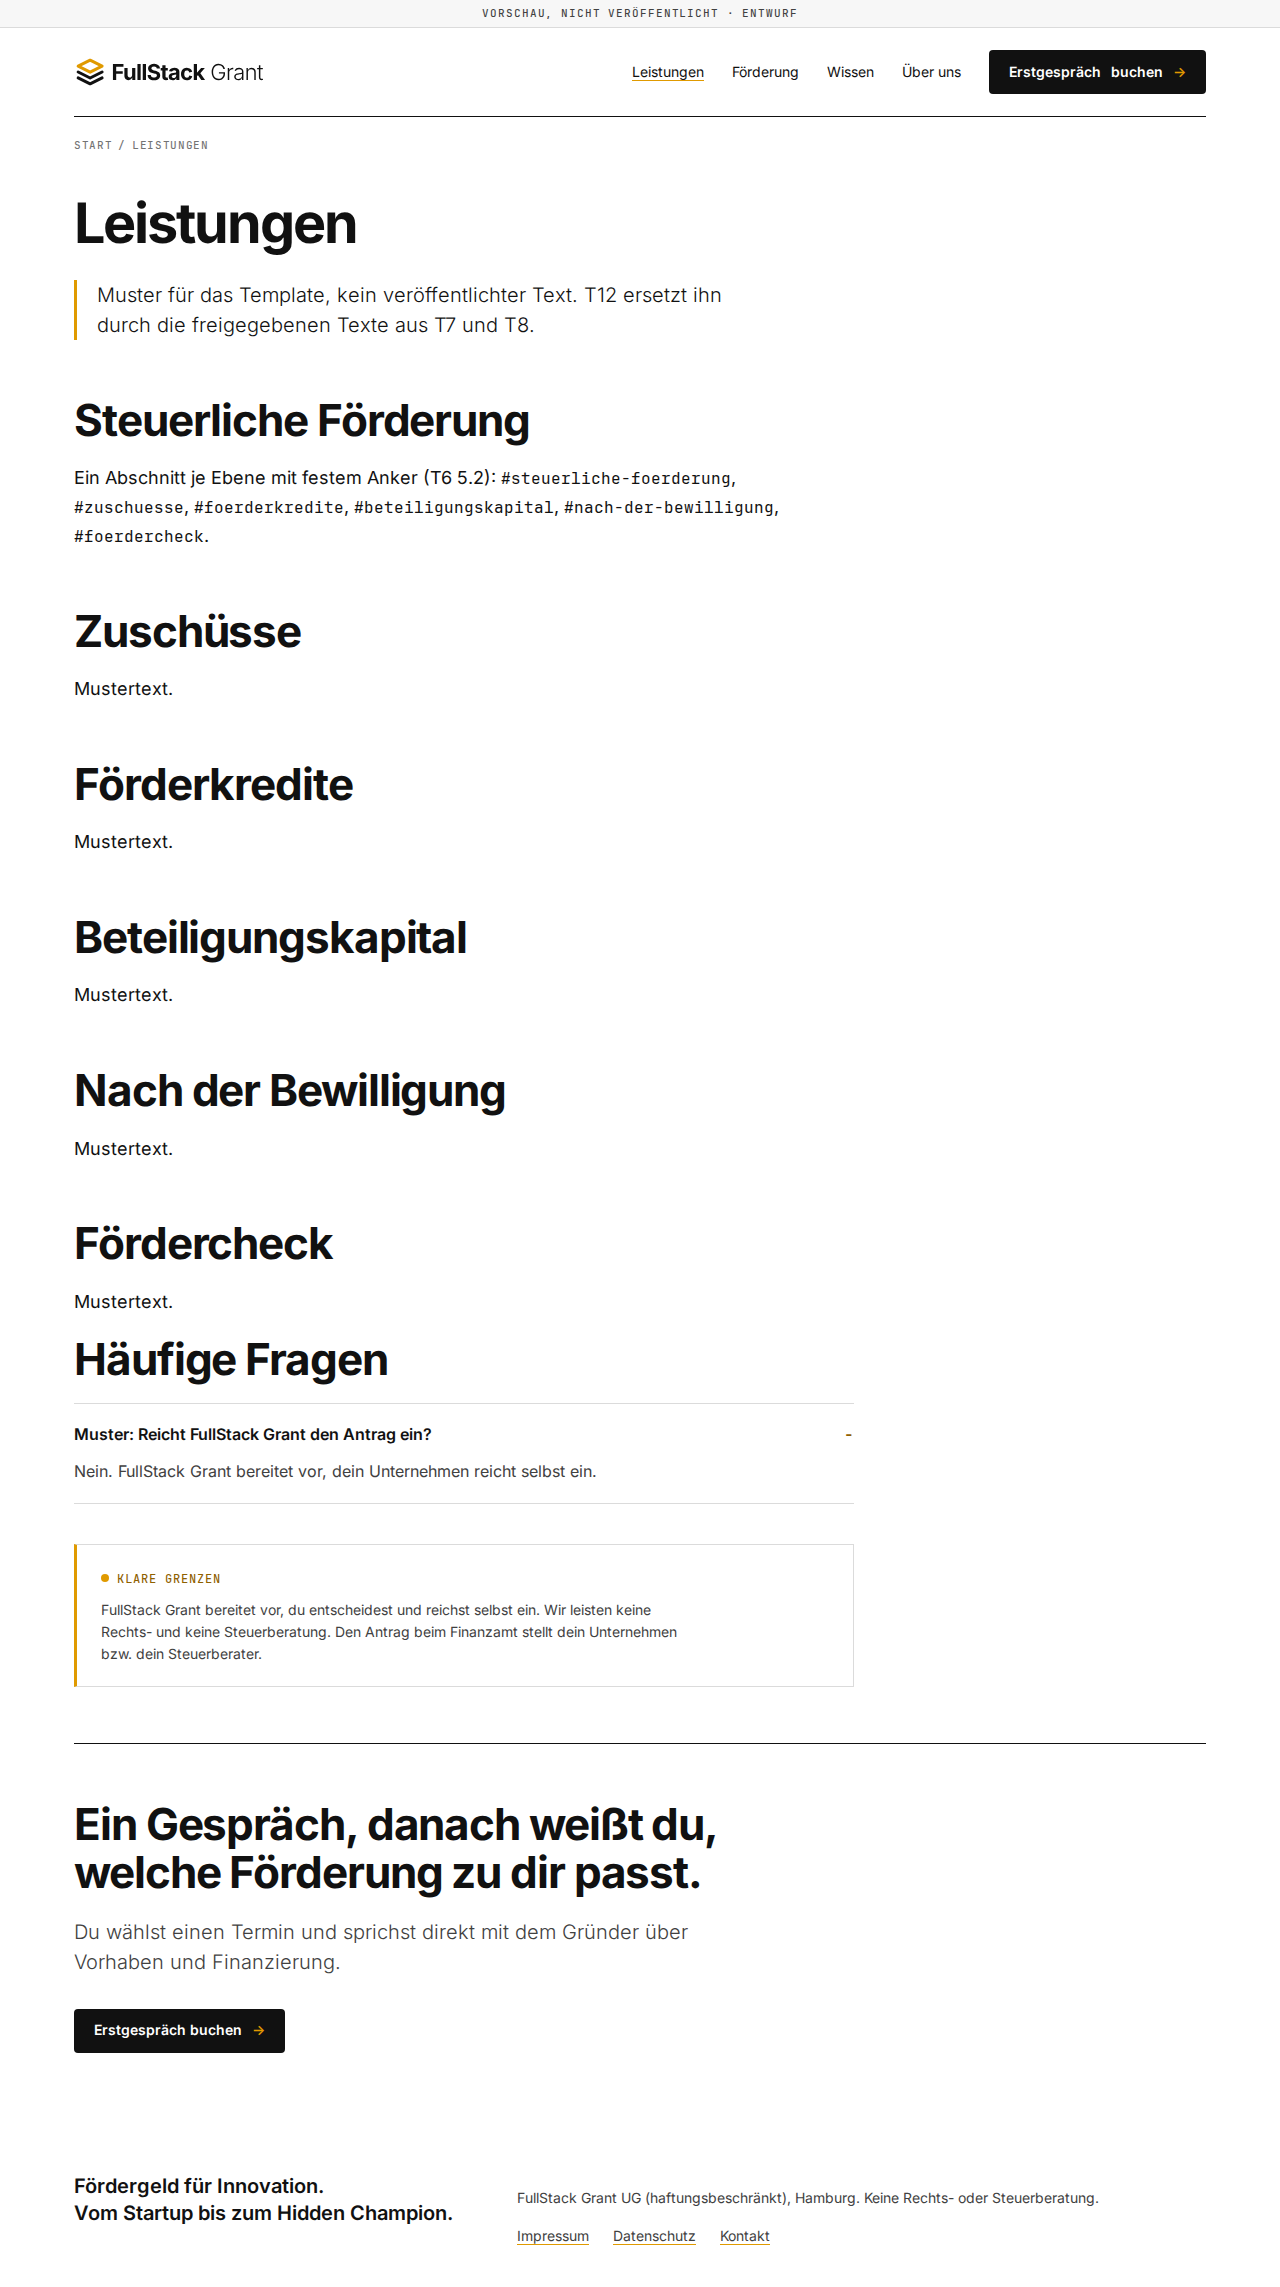 VORSCHAU, NICHT VERÖFFENTLICHT · ENTWURF
FullStack Grant
Leistungen
Förderung
Wissen
Über uns
Erstgespräch buchen →
START / LEISTUNGEN
Leistungen
Muster für das Template, kein veröffentlichter Text. T12 ersetzt ihn
durch die freigegebenen Texte aus T7 und T8.
Steuerliche Förderung
Ein Abschnitt je Ebene mit festem Anker (T6 5.2): #steuerliche-foerderung,
#zuschuesse, #foerderkredite, #beteiligungskapital, #nach-der-bewilligung,
#foerdercheck.
Zuschüsse
Mustertext.
Förderkredite
Mustertext.
Beteiligungskapital
Mustertext.
Nach der Bewilligung
Mustertext.
Fördercheck
Mustertext.
Häufige Fragen
Muster: Reicht FullStack Grant den Antrag ein? -
Nein. FullStack Grant bereitet vor, dein Unternehmen reicht selbst ein.
KLARE GRENZEN
FullStack Grant bereitet vor, du entscheidest und reichst selbst ein. Wir leisten keine
Rechts- und keine Steuerberatung. Den Antrag beim Finanzamt stellt dein Unternehmen
bzw. dein Steuerberater.
Ein Gespräch, danach weißt du,
welche Förderung zu dir passt.
Du wählst einen Termin und sprichst direkt mit dem Gründer über
Vorhaben und Finanzierung.
Erstgespräch buchen →
Fördergeld für Innovation.
Vom Startup bis zum Hidden Champion.
FullStack Grant UG (haftungsbeschränkt), Hamburg. Keine Rechts- oder Steuerberatung.
Impressum
Datenschutz
Kontakt